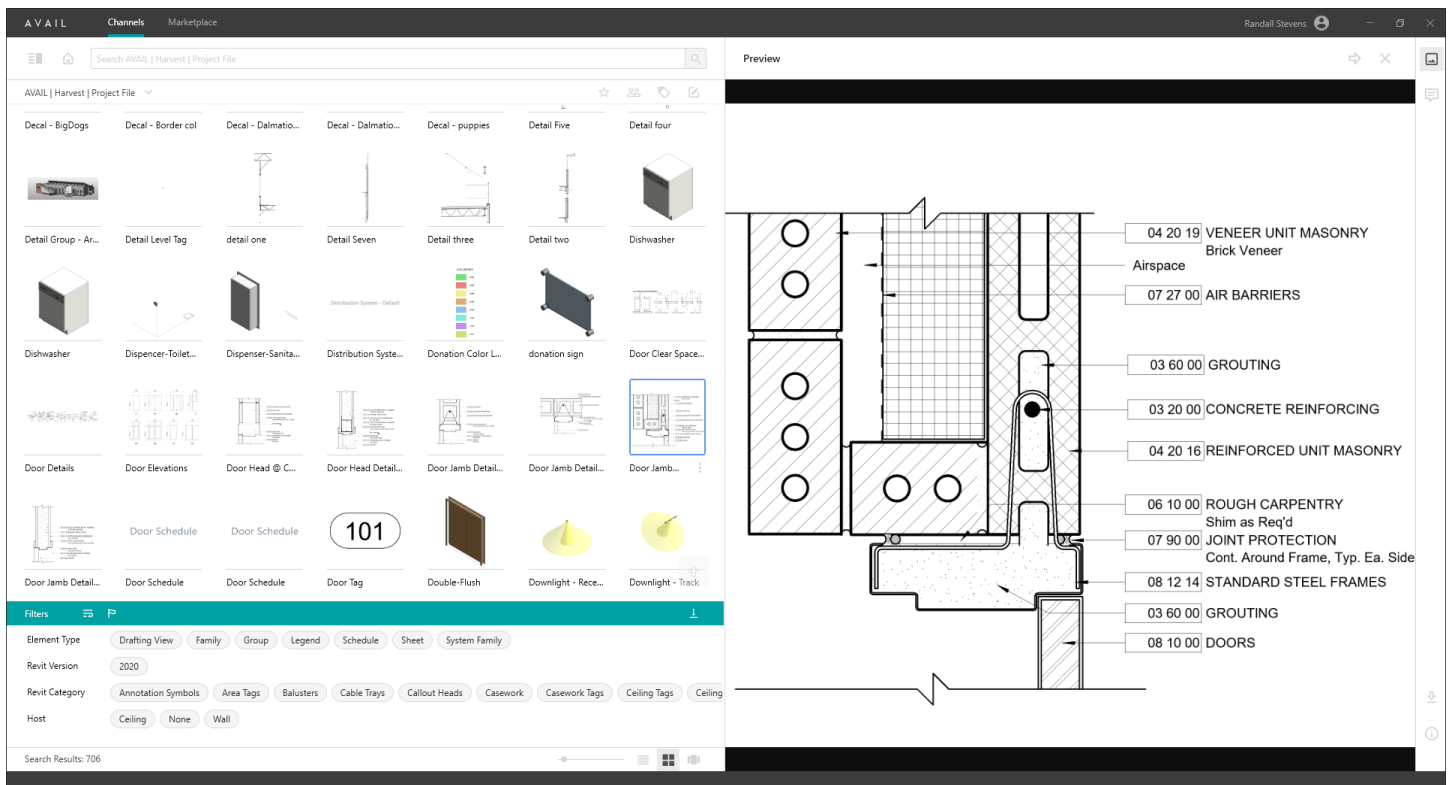 AVAIL Channels Marketplace Randall Stevens
Search AVAIL | Harvest | Project File
AVAIL | Harvest | Project File
Decal - BigDogs Decal - Border col Decal - Dalmatio... Decal - Dalmatio... Decal - puppies Detail Five Detail four
Detail Group - Ar... Detail Level Tag detail one Detail Seven Detail three Detail two Dishwasher
Distribution System - Default
Dishwasher Dispencer-Toilet... Dispenser-Sanita... Distribution Syste... Donation Color L... donation sign Door Clear Space...
Door Details Door Elevations Door Head @ C... Door Head Detail... Door Jamb Detail... Door Jamb Detail... Door Jamb...
Door Schedule Door Schedule 101
Door Jamb Detail... Door Schedule Door Schedule Door Tag Double-Flush Downlight - Rece... Downlight - Track
Filters
Element Type Drafting View Family Group Legend Schedule Sheet System Family
Revit Version 2020
Revit Category Annotation Symbols Area Tags Balusters Cable Trays Callout Heads Casework Casework Tags Ceiling Tags Ceiling
Host Ceiling None Wall
Search Results: 706
Preview
04 20 19 VENEER UNIT MASONRY
Brick Veneer
Airspace
07 27 00 AIR BARRIERS
03 60 00 GROUTING
03 20 00 CONCRETE REINFORCING
04 20 16 REINFORCED UNIT MASONRY
06 10 00 ROUGH CARPENTRY
Shim as Req'd
07 90 00 JOINT PROTECTION
Cont. Around Frame, Typ. Ea. Side
08 12 14 STANDARD STEEL FRAMES
03 60 00 GROUTING
08 10 00 DOORS